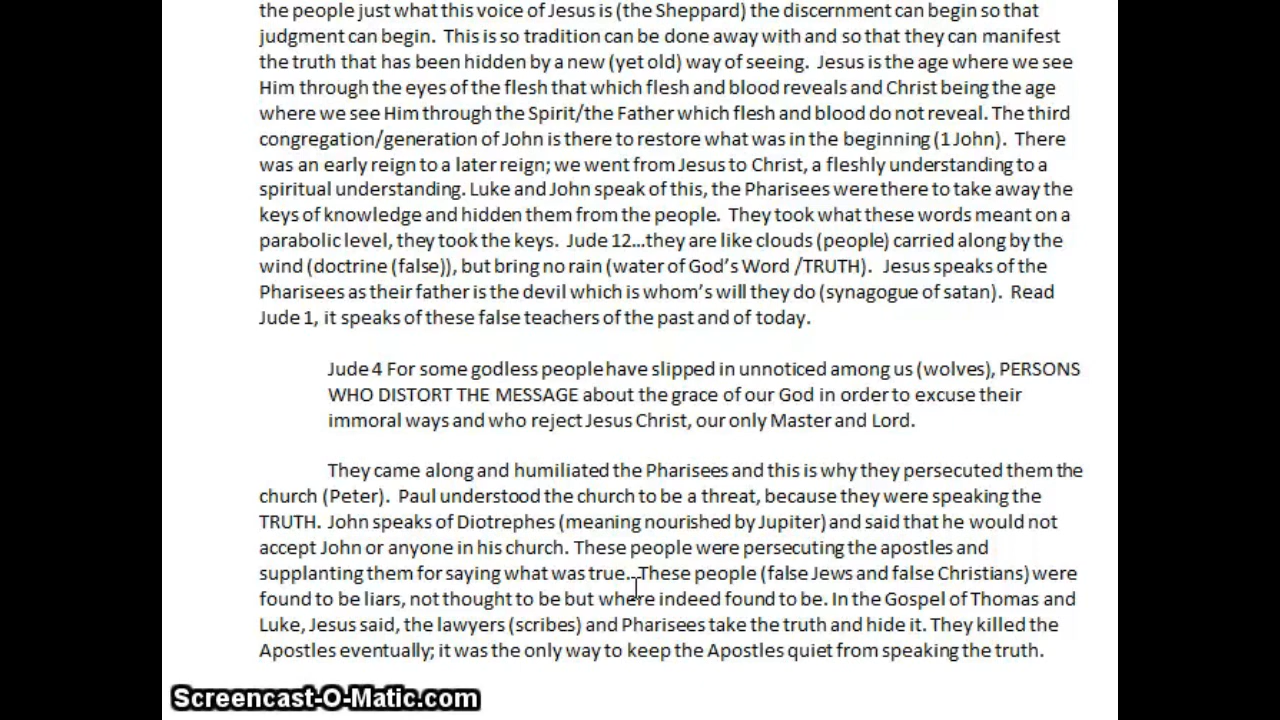 the people just what this voice of Jesus is (the Sheppard) the discernment can begin so that
judgment can begin.  This is so tradition can be done away with and so that they can manifest
the truth that has been hidden by a new (yet old) way of seeing.  Jesus is the age where we see
Him through the eyes of the flesh that which flesh and blood reveals and Christ being the age
where we see Him through the Spirit/the Father which flesh and blood do not reveal. The third
congregation/generation of John is there to restore what was in the beginning (1 John).  There
was an early reign to a later reign; we went from Jesus to Christ, a fleshly understanding to a
spiritual understanding. Luke and John speak of this, the Pharisees were there to take away the
keys of knowledge and hidden them from the people.  They took what these words meant on a
parabolic level, they took the keys.  Jude 12…they are like clouds (people) carried along by the
wind (doctrine (false)), but bring no rain (water of God’s Word /TRUTH).  Jesus speaks of the
Pharisees as their father is the devil which is whom’s will they do (synagogue of satan).  Read
Jude 1, it speaks of these false teachers of the past and of today.
Jude 4 For some godless people have slipped in unnoticed among us (wolves), PERSONS
WHO DISTORT THE MESSAGE about the grace of our God in order to excuse their
immoral ways and who reject Jesus Christ, our only Master and Lord.
They came along and humiliated the Pharisees and this is why they persecuted them the
church (Peter).  Paul understood the church to be a threat, because they were speaking the
TRUTH. John speaks of Diotrephes (meaning nourished by Jupiter) and said that he would not
accept John or anyone in his church. These people were persecuting the apostles and
supplanting them for saying what was true.  These people (false Jews and false Christians) were
found to be liars, not thought to be but where indeed found to be. In the Gospel of Thomas and
Luke, Jesus said, the lawyers (scribes) and Pharisees take the truth and hide it. They killed the
Apostles eventually; it was the only way to keep the Apostles quiet from speaking the truth.
Screencast-O-Matic.com